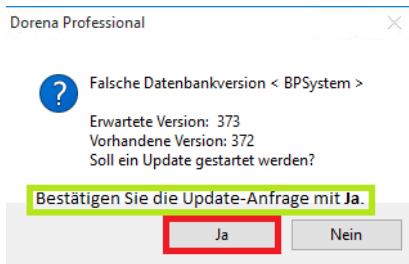 Dorena Professional
Falsche Datenbankversion < BPSystem >
Erwartete Version: 373
Vorhandene Version: 372
Soll ein Update gestartet werden?
Bestätigen Sie die Update-Anfrage mit Ja.
Ja
Nein